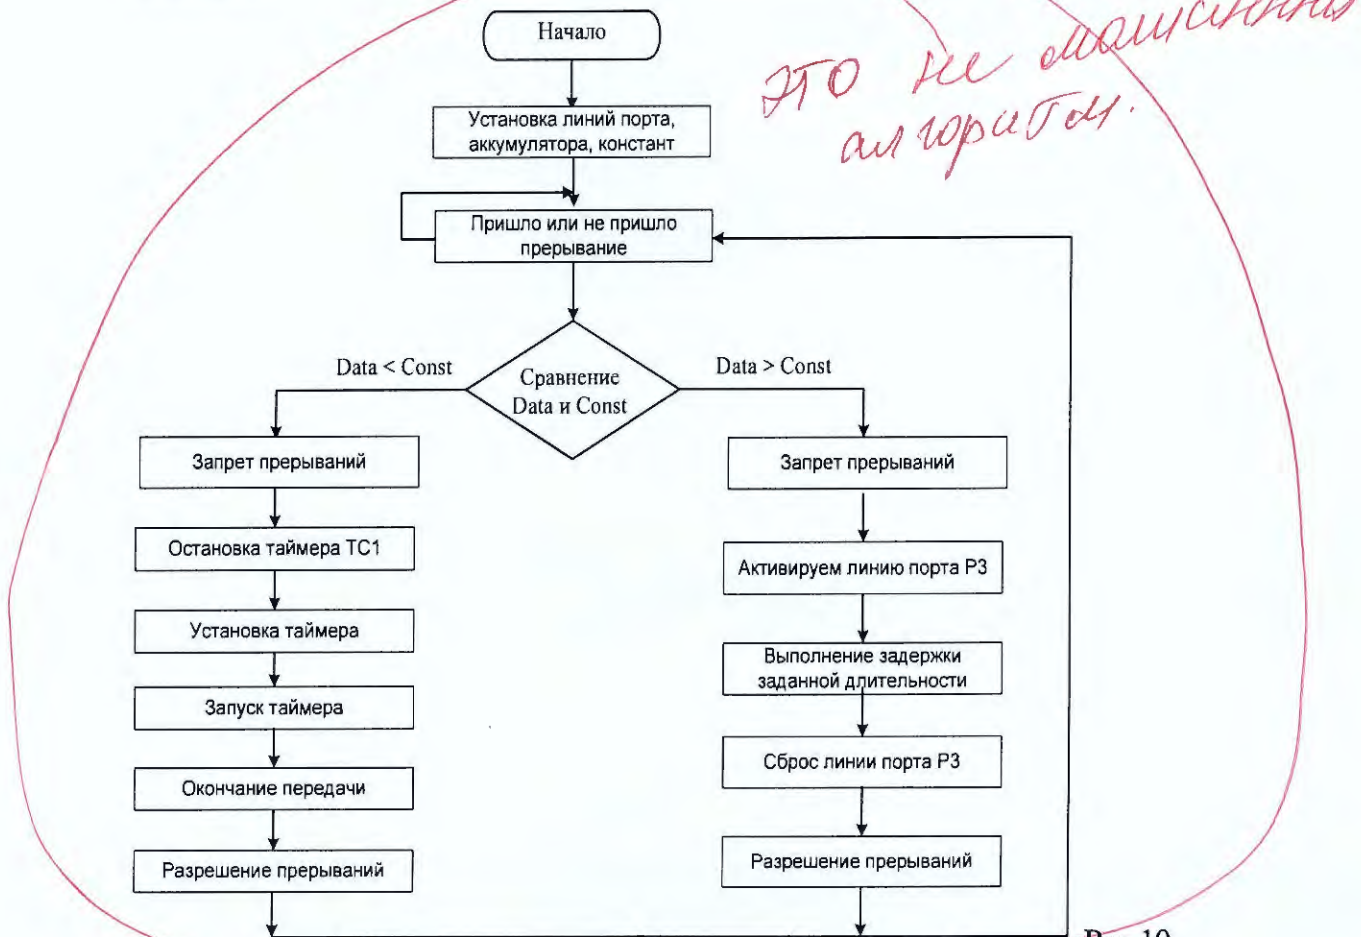 Начало
это не машинный
алгоритм.
Установка линий порта,
аккумулятора, констант
Пришло или не пришло
прерывание
Data < Const
Сравнение
Data и Const
Data > Const
Запрет прерываний
Запрет прерываний
Остановка таймера ТС1
Активируем линию порта Р3
Установка таймера
Выполнение задержки
заданной длительности
Запуск таймера
Сброс линии порта Р3
Окончание передачи
Разрешение прерываний
Разрешение прерываний